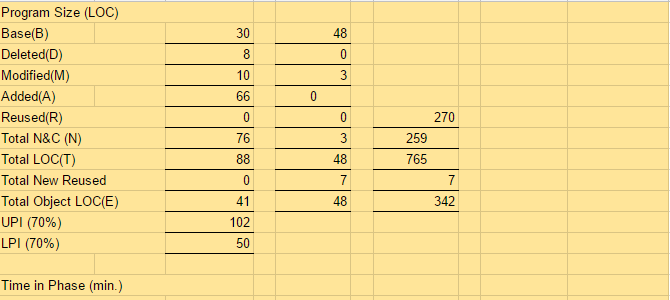 Program Size (LOC)
Base(B) 30 48
Deleted(D) 8 0
Modified(M) 10 3
Added(A) 66 0
Reused(R) 0 0 270
Total N&C (N) 76 3 259
Total LOC(T) 88 48 765
Total New Reused 0 7 7
Total Object LOC(E) 41 48 342
UPI (70%) 102
LPI (70%) 50
Time in Phase (min.)